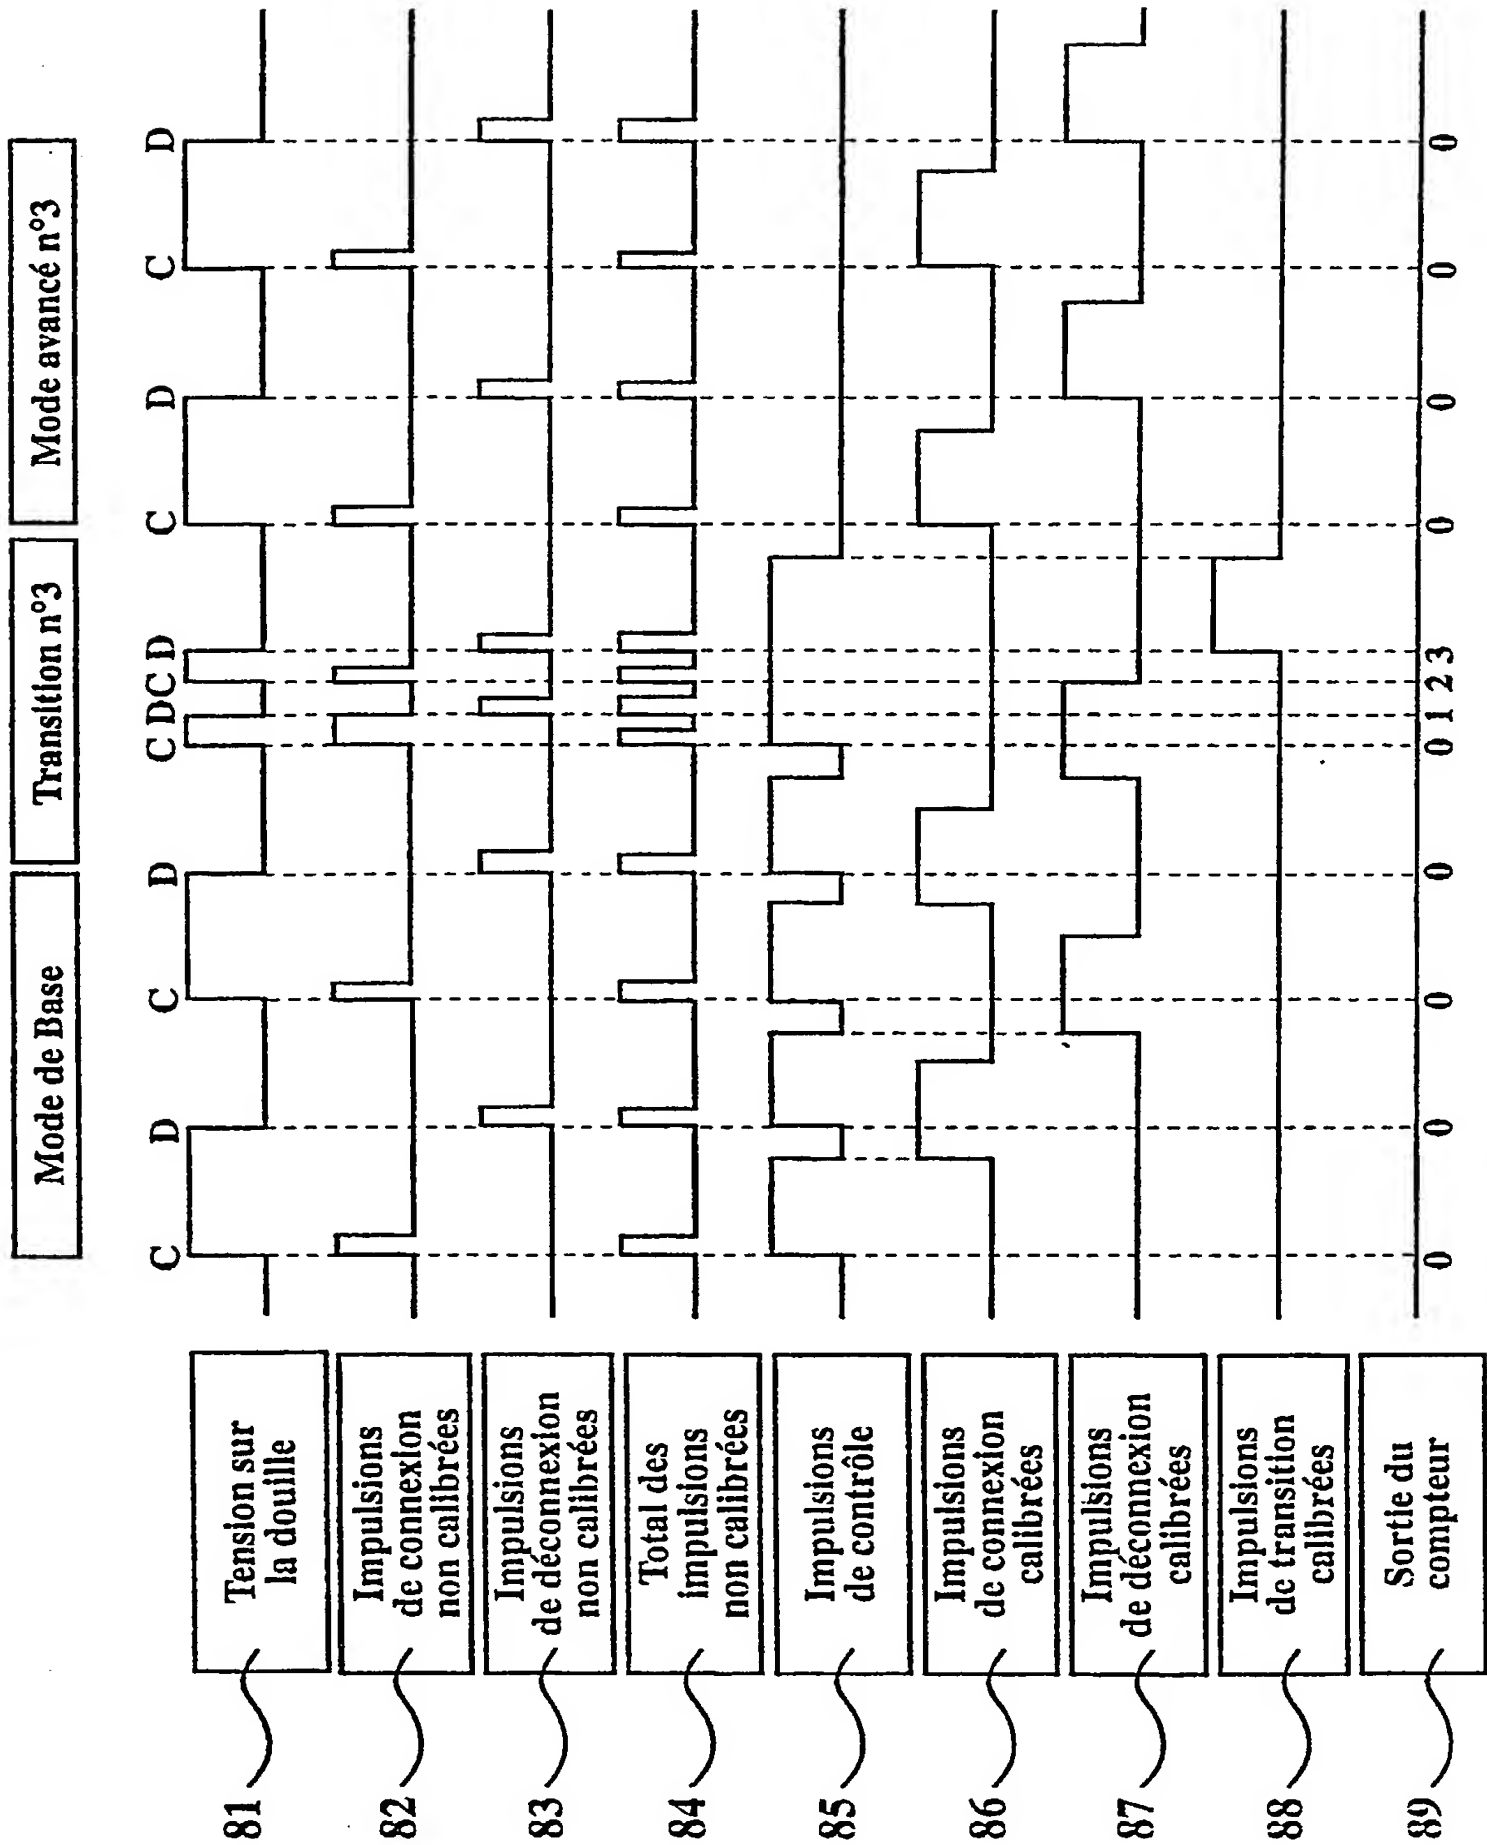 Mode de Base
Transition n°3
Mode avancé n°3
C D C D C D C D C D C D
81
Tension sur
la douille
82
Impulsions
de connexion
non calibrées
83
Impulsions
de déconnexion
non calibrées
84
Total des
impulsions
non calibrées
85
Impulsions
de contrôle
86
Impulsions
de connexion
calibrées
87
Impulsions
de déconnexion
calibrées
88
Impulsions
de transition
calibrées
89
Sortie du
compteur
0 0 0 0 0 1 2 3 0 0 0 0